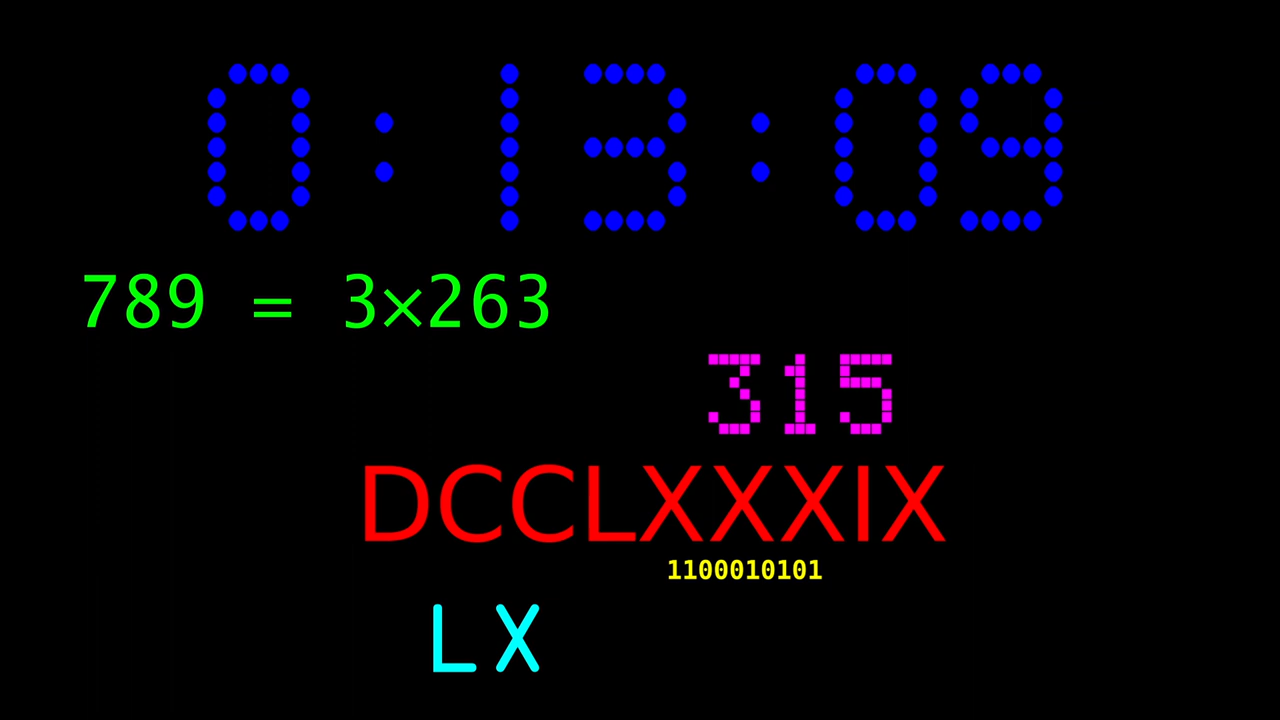 0:13:09
789 = 3×263
315
DCCLXXXIX
1100010101
LX